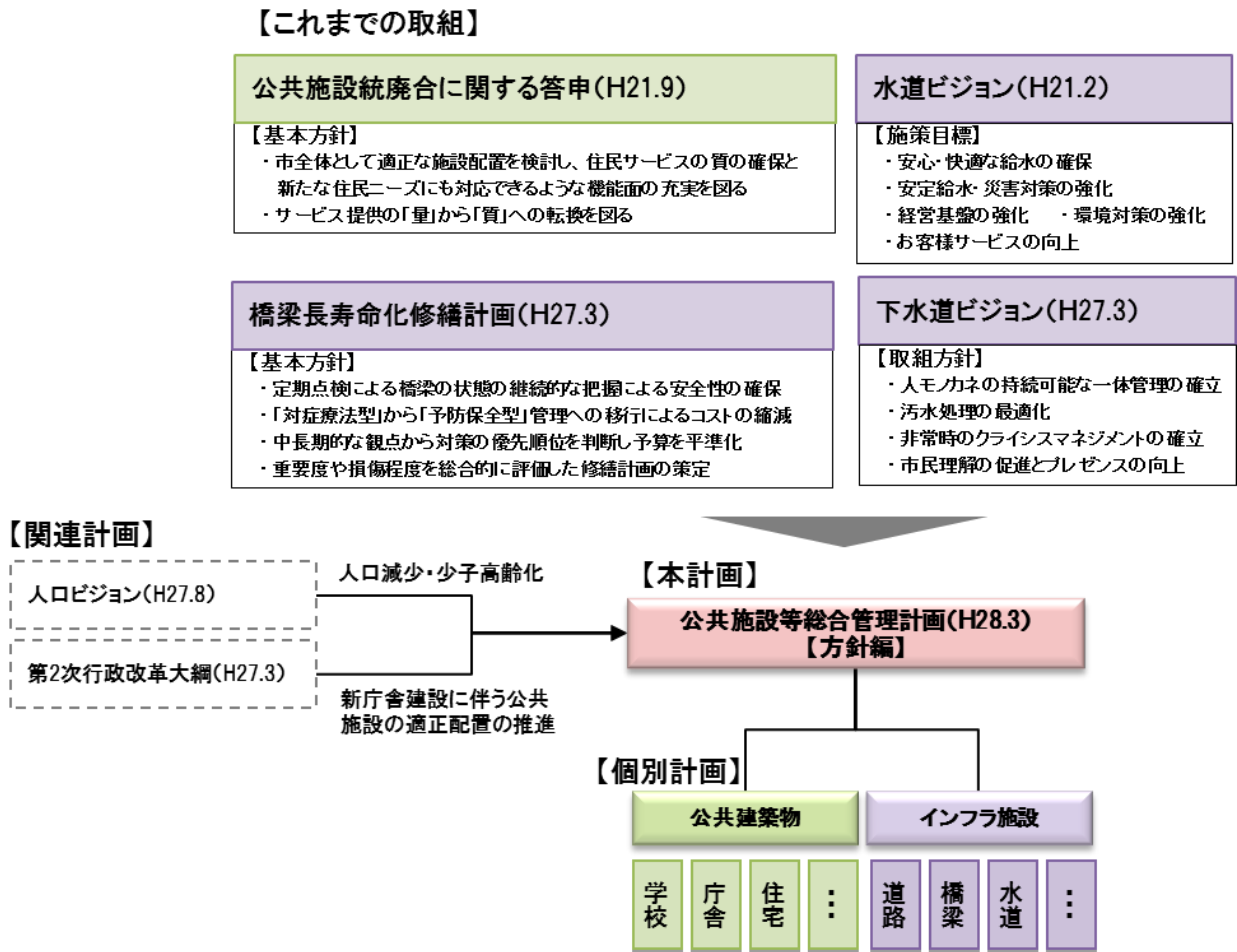 【これまでの取組】
公共施設統廃合に関する答申(H21.9)
【基本方針】
・市全体として適正な施設配置を検討し、住民サービスの質の確保と
新たな住民ニーズにも対応できるような機能面の充実を図る
・サービス提供の「量」から「質」への転換を図る
水道ビジョン(H21.2)
【施策目標】
・安心・快適な給水の確保
・安定給水・災害対策の強化
・経営基盤の強化　・環境対策の強化
・お客様サービスの向上
橋梁長寿命化修繕計画(H27.3)
【基本方針】
・定期点検による橋梁の状態の継続的な把握による安全性の確保
・「対症療法型」から「予防保全型」管理への移行によるコストの縮減
・中長期的な観点から対策の優先順位を判断し予算を平準化
・重要度や損傷程度を総合的に評価した修繕計画の策定
下水道ビジョン(H27.3)
【取組方針】
・人モノカネの持続可能な一体管理の確立
・汚水処理の最適化
・非常時のクライシスマネジメントの確立
・市民理解の促進とプレゼンスの向上
【関連計画】
人口ビジョン(H27.8)
第2次行政改革大綱(H27.3)
人口減少・少子高齢化
新庁舎建設に伴う公共
施設の適正配置の推進
【本計画】
公共施設等総合管理計画(H28.3)
【方針編】
【個別計画】
公共建築物
インフラ施設
学校
庁舎
住宅
…
道路
橋梁
水道
…